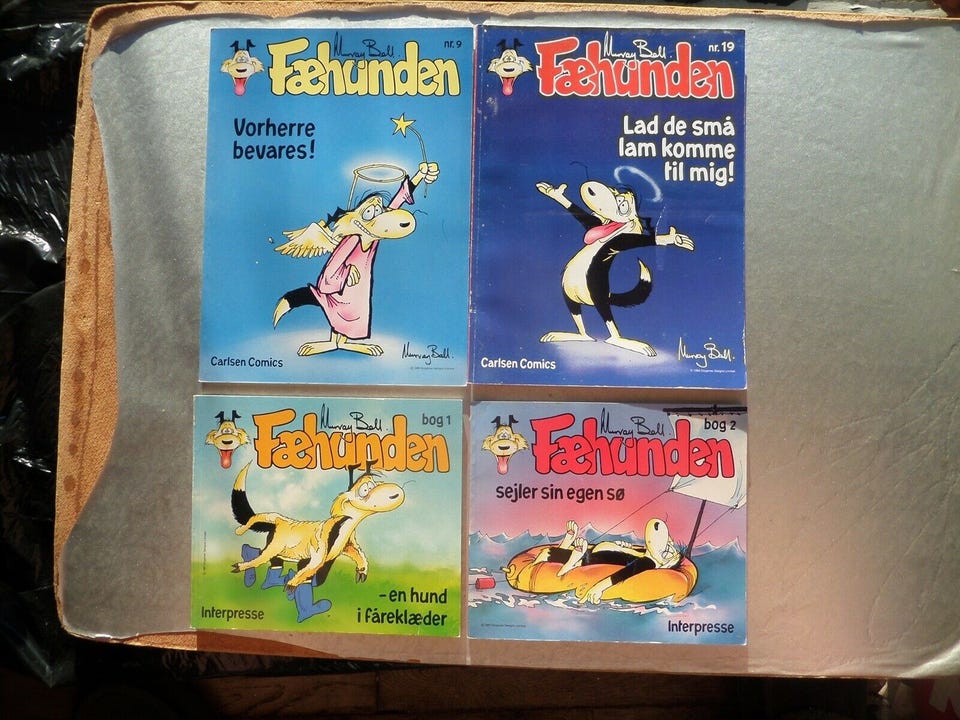 Murray Ball.
nr. 9
Fæhunden
Vorherre
bevares!
Carlsen Comics
Murray Ball.
Murray Ball.
nr. 19
Fæhunden
Lad de små
lam komme
til mig!
Carlsen Comics
Murray Ball.
Murray Ball.
bog 1
Fæhunden
- en hund
i fåreklæder
Interpresse
Murray Ball.
bog 2
Fæhunden
sejler sin egen sø
Interpresse